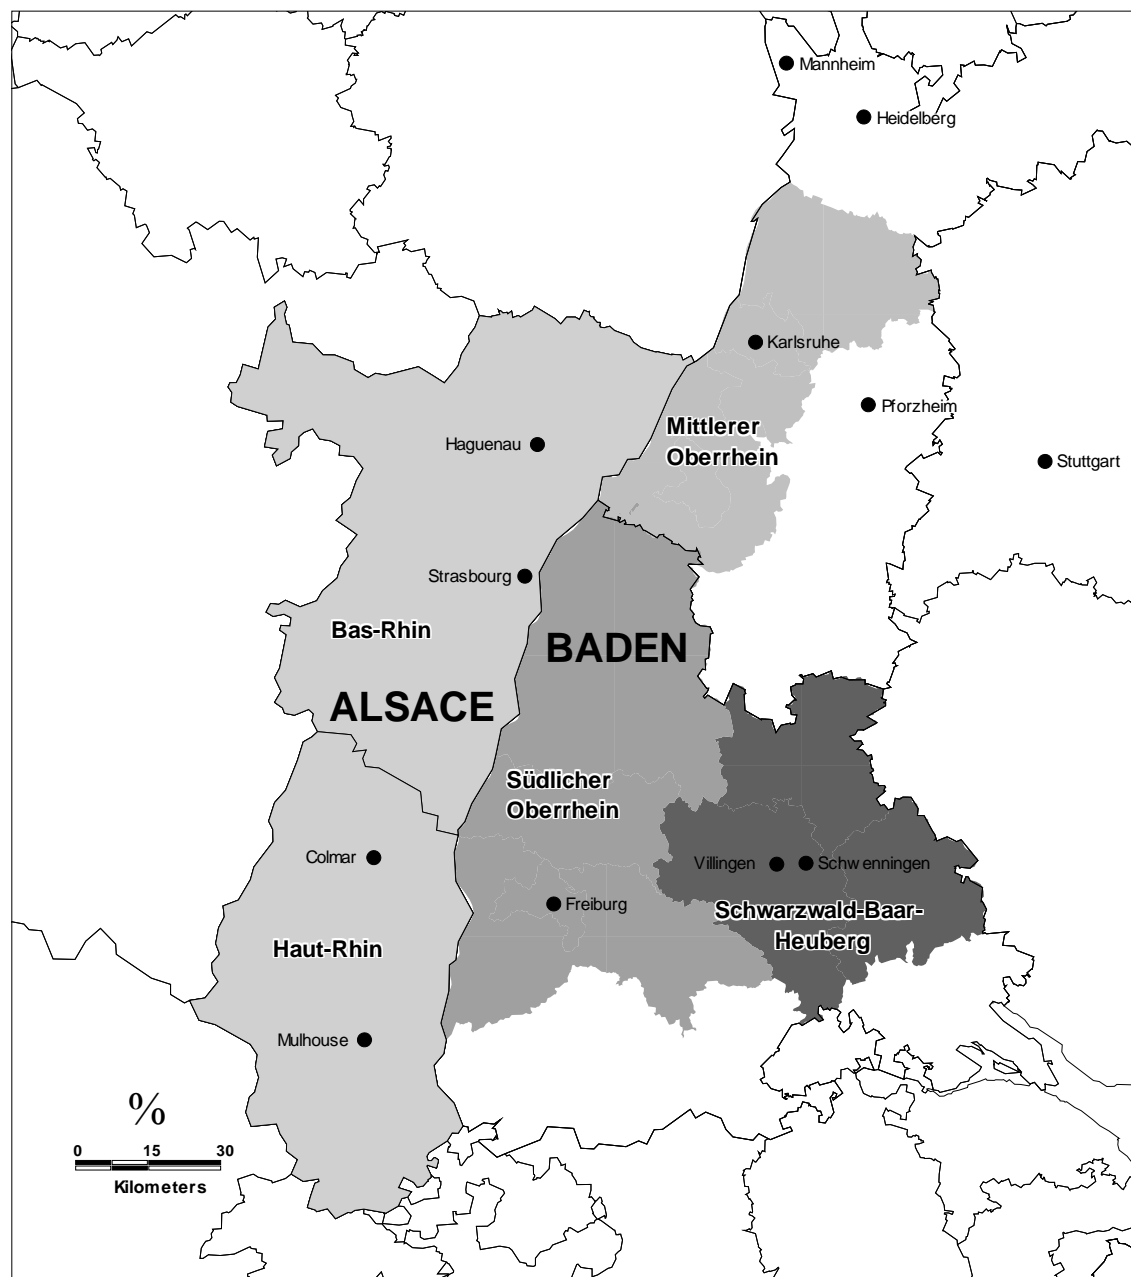 Mannheim
Heidelberg
Karlsruhe
Pforzheim
Mittlerer
Oberrhein
Haguenau
Stuttgart
Strasbourg
Bas-Rhin
BADEN
ALSACE
Südlicher
Oberrhein
Colmar
Villingen
Schwenningen
Freiburg
Schwarzwald-Baar-
Heuberg
Haut-Rhin
Mulhouse
%
0 15 30
Kilometers